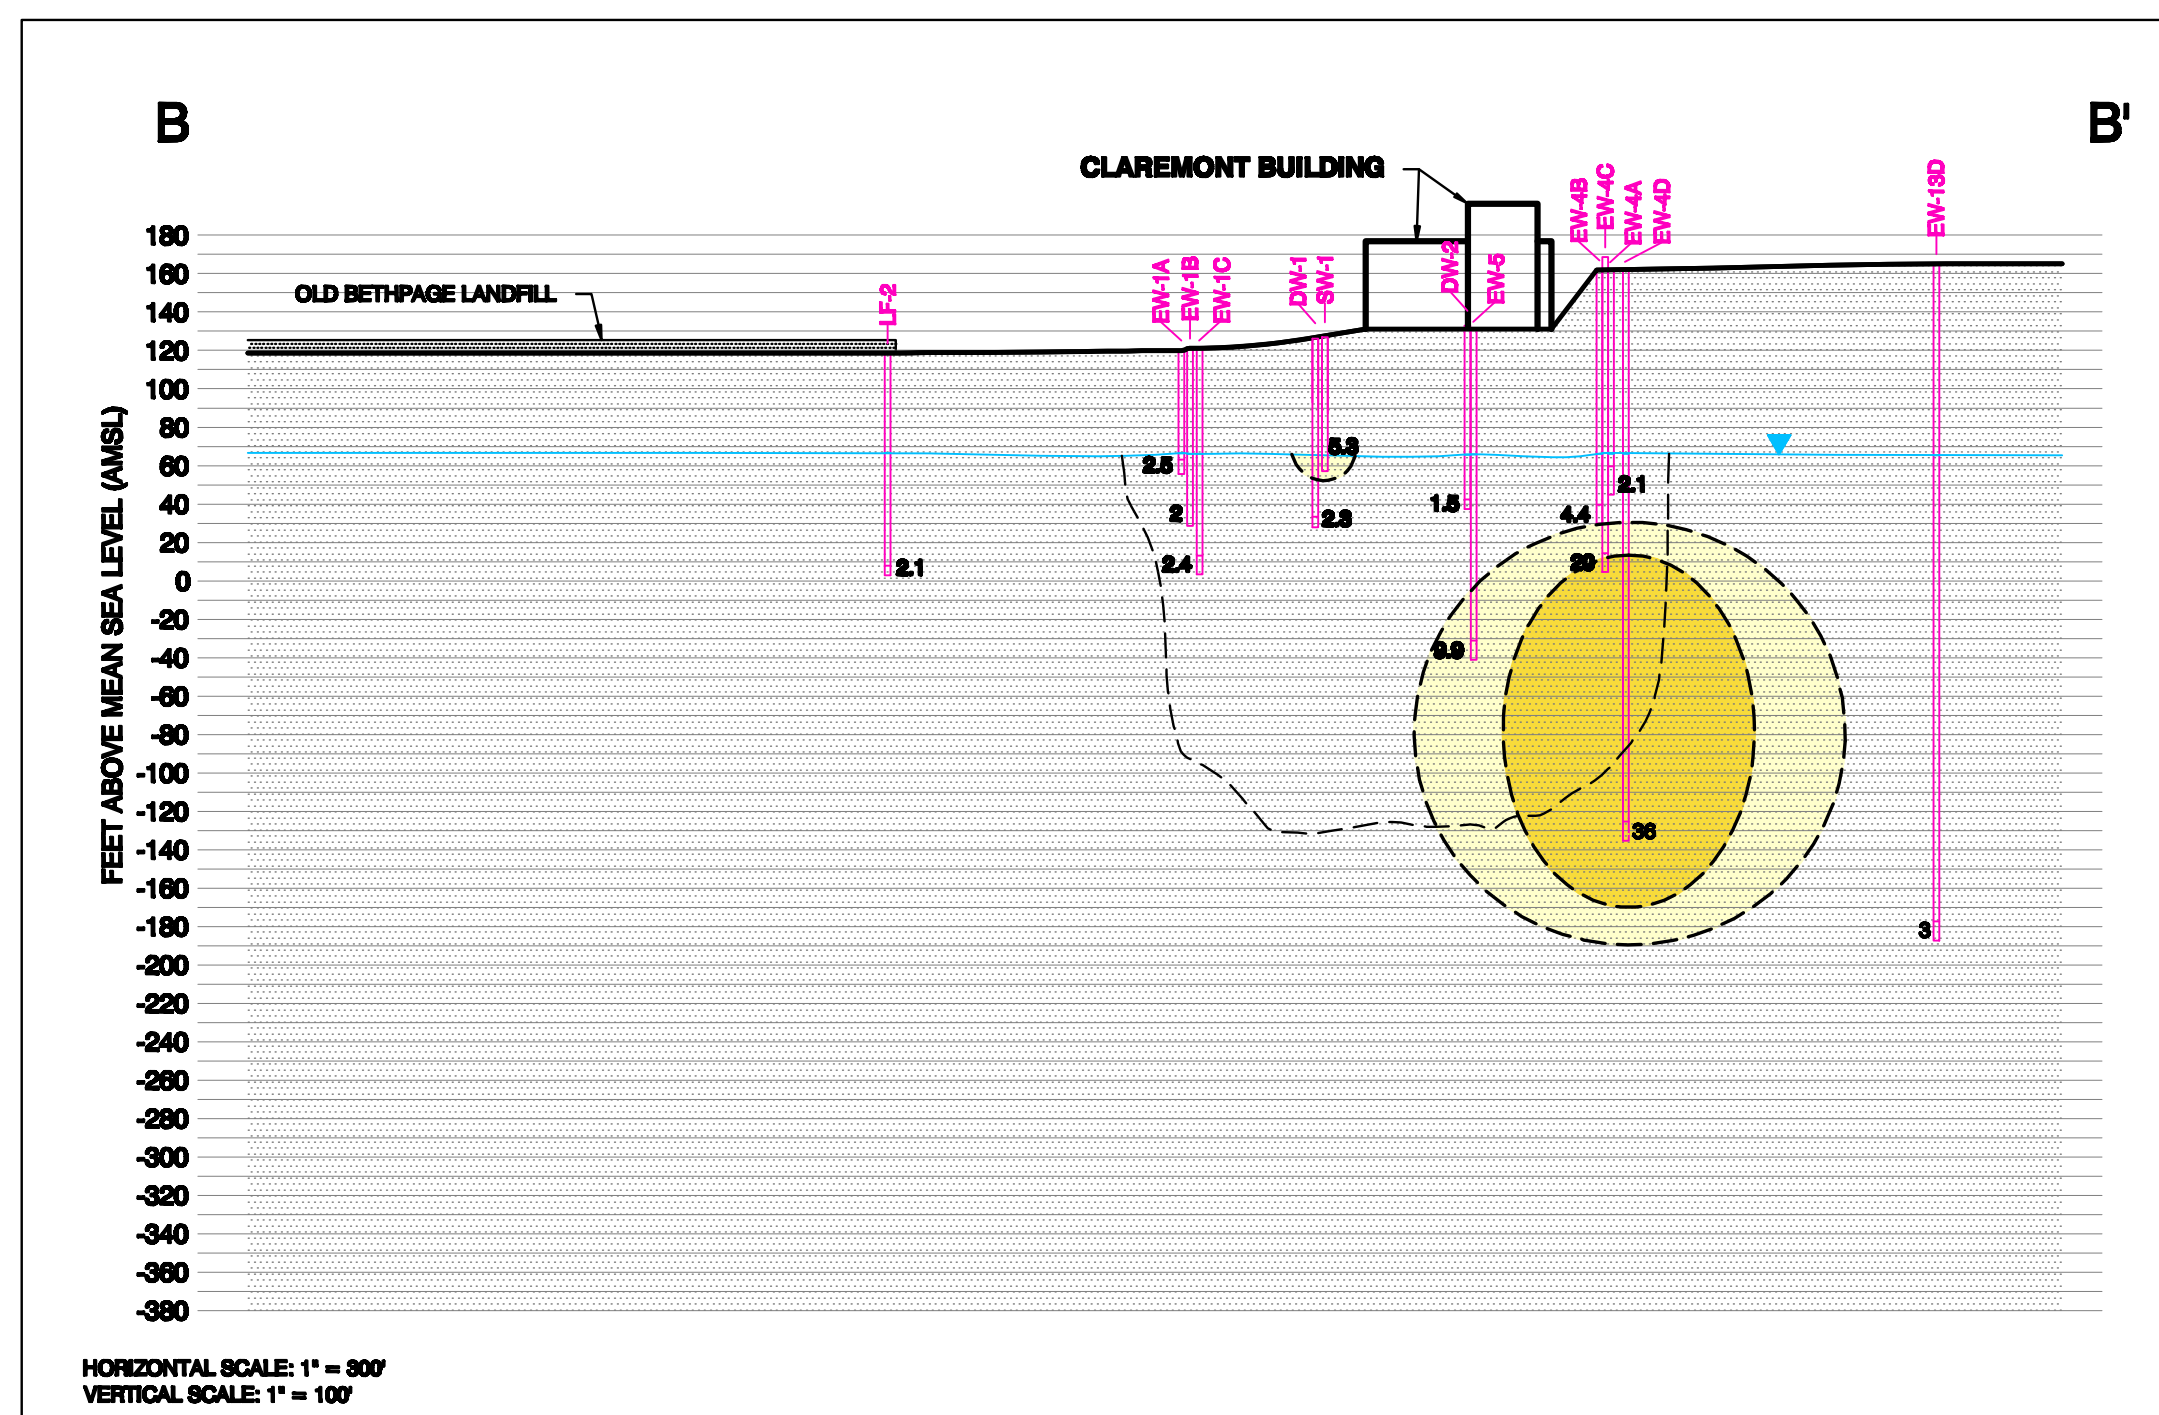 B
B'
CLAREMONT BUILDING
OLD BETHPAGE LANDFILL
LF-2
EW-1A
EW-1B
EW-1C
DW-1
SW-1
DW-2
EW-5
EW-4B
EW-4C
EW-4A
EW-4D
EW-13D
FEET ABOVE MEAN SEA LEVEL (AMSL)
180
160
140
120
100
80
60
40
20
0
-20
-40
-60
-80
-100
-120
-140
-160
-180
-200
-220
-240
-260
-280
-300
-320
-340
-360
-380
5.3
2.5
2.1
1.5
2
4.4
2.3
2.4
20
2.1
9.9
36
3
HORIZONTAL SCALE: 1" = 300'
VERTICAL SCALE: 1" = 100'